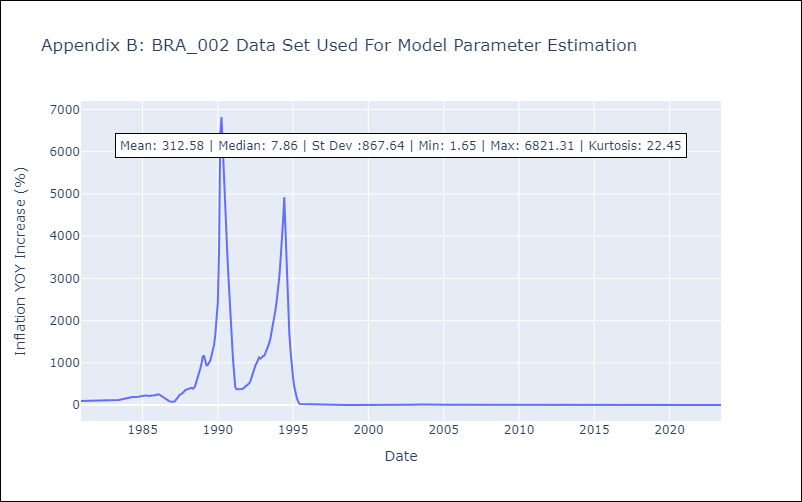 Appendix B: BRA_002 Data Set Used For Model Parameter Estimation
7000
Mean: 312.58 | Median: 7.86 | St Dev :867.64 | Min: 1.65 | Max: 6821.31 | Kurtosis: 22.45
6000
5000
4000
3000
2000
1000
0
Inflation YOY Increase (%)
1985 1990 1995 2000 2005 2010 2015 2020
Date